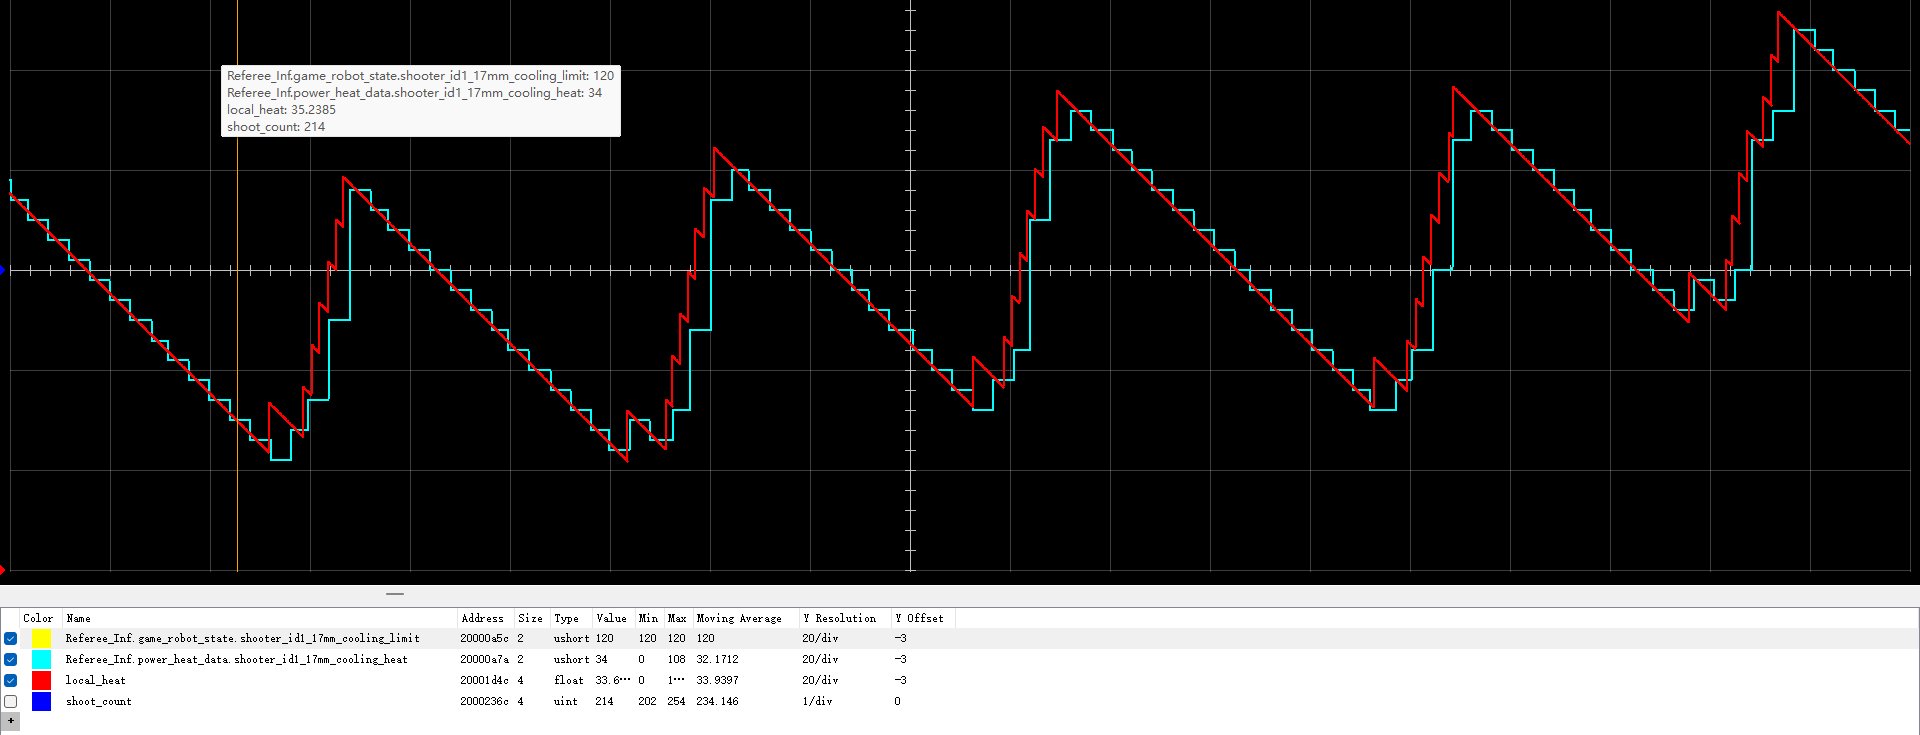 Referee_Inf.game_robot_state.shooter_id1_17mm_cooling_limit: 120
Referee_Inf.power_heat_data.shooter_id1_17mm_cooling_heat: 34
local_heat: 35.2385
shoot_count: 214
Color Name Address Size Type Value Min Max Moving Average Y Resolution Y Offset
Referee_Inf.game_robot_state.shooter_id1_17mm_cooling_limit 20000a5c 2 ushort 120 120 120 120 20/div -3
Referee_Inf.power_heat_data.shooter_id1_17mm_cooling_heat 20000a7a 2 ushort 34 0 108 32.1712 20/div -3
local_heat 20001d4c 4 float 33.6… 0 1… 33.9397 20/div -3
shoot_count 2000236c 4 uint 214 202 254 234.146 1/div 0
+